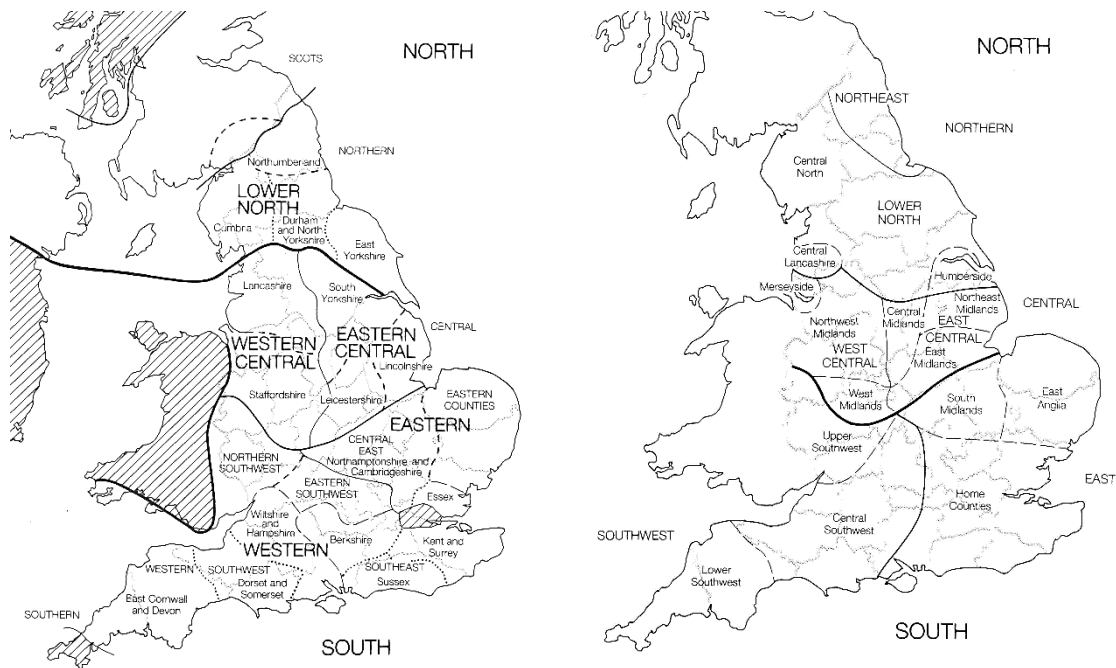 NORTH
SCOTS
NORTHERN
Northumberland
LOWER
NORTH
Cumbria
Durham
and North
Yorkshire
East
Yorkshire
Lancashire
South
Yorkshire
CENTRAL
WESTERN
CENTRAL
EASTERN
CENTRAL
Lincolnshire
Staffordshire
Leicestershire
EASTERN
COUNTIES
EASTERN
CENTRAL
EAST
Northamptonshire and
Cambridgeshire
NORTHERN
SOUTHWEST
EASTERN
SOUTHWEST
Essex
Wiltshire
and
Hampshire
Berkshire
Kent and
Surrey
WESTERN
WESTERN
SOUTHWEST
Dorset and
Somerset
SOUTHEAST
Sussex
East Cornwall
and Devon
SOUTHERN
SOUTH
NORTH
NORTHEAST
NORTHERN
Central
North
LOWER
NORTH
Central
Lancashire
Humberside
Merseyside
Northeast
Midlands
CENTRAL
Northwest
Midlands
Central
Midlands
EAST
CENTRAL
East
Midlands
WEST
CENTRAL
West
Midlands
South
Midlands
East
Anglia
Upper
Southwest
EAST
Home
Counties
Central
Southwest
SOUTHWEST
Lower
Southwest
SOUTH